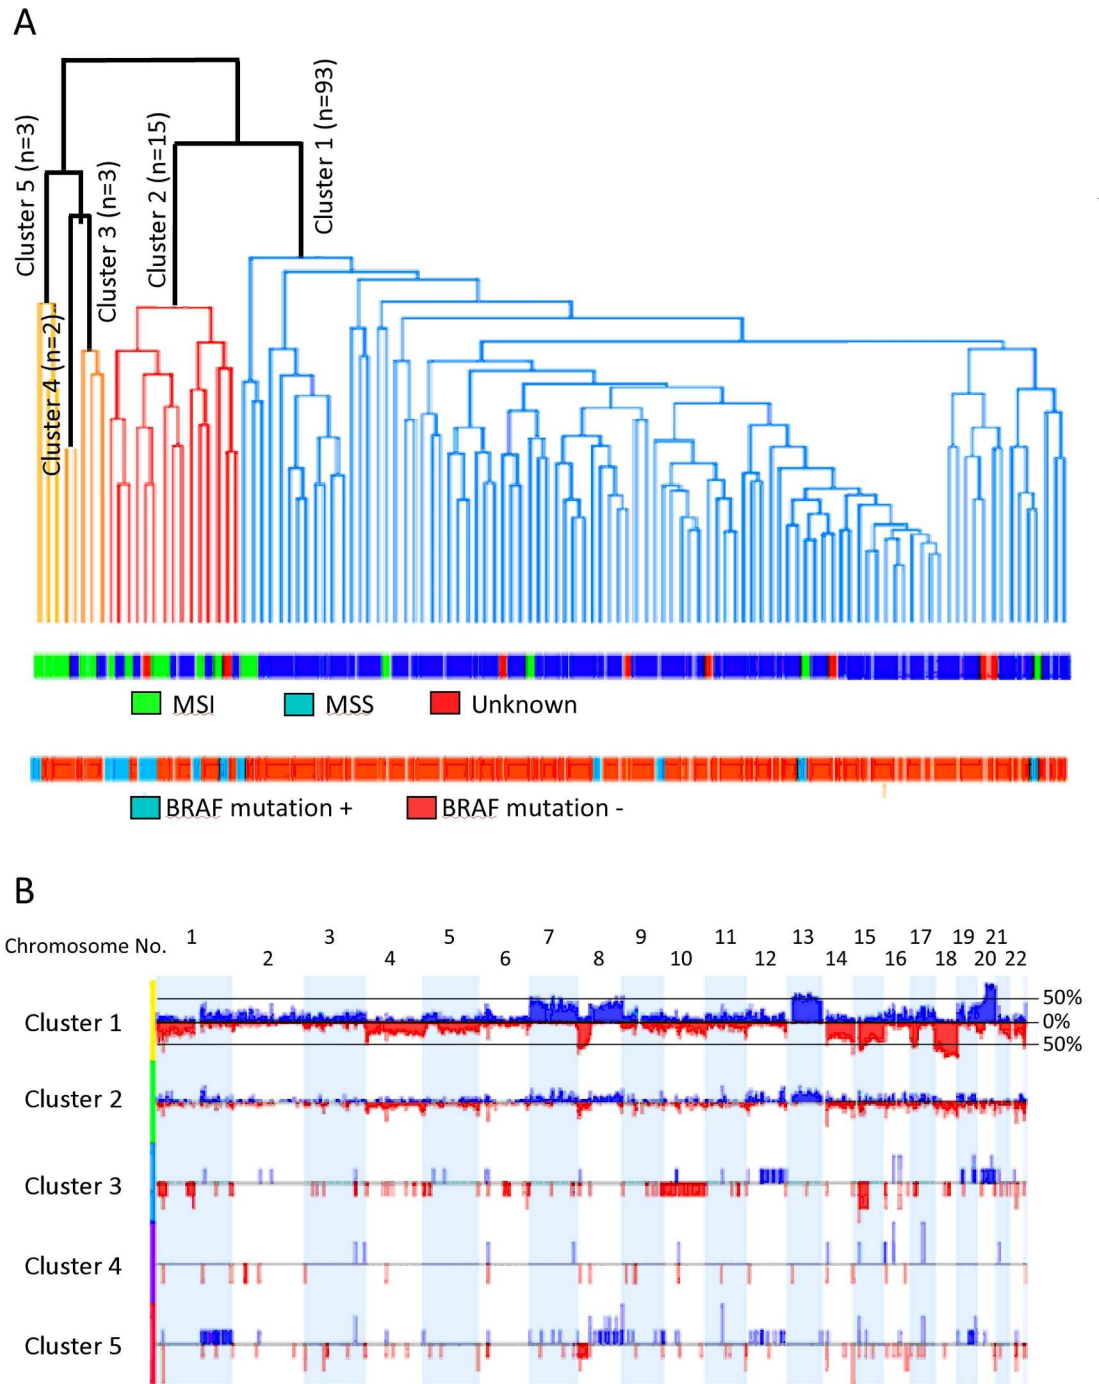 A
Cluster 5 (n=3)
Cluster 4 (n=2)
Cluster 3 (n=3)
Cluster 2 (n=15)
Cluster 1 (n=93)
MSI MSS Unknown
BRAF mutation + BRAF mutation -
B
Chromosome No.
1 3 5 7 9 11 13 15 17 19 21
2 4 6 8 10 12 14 16 18 20 22
Cluster 1
50%
0%
50%
Cluster 2
Cluster 3
Cluster 4
Cluster 5